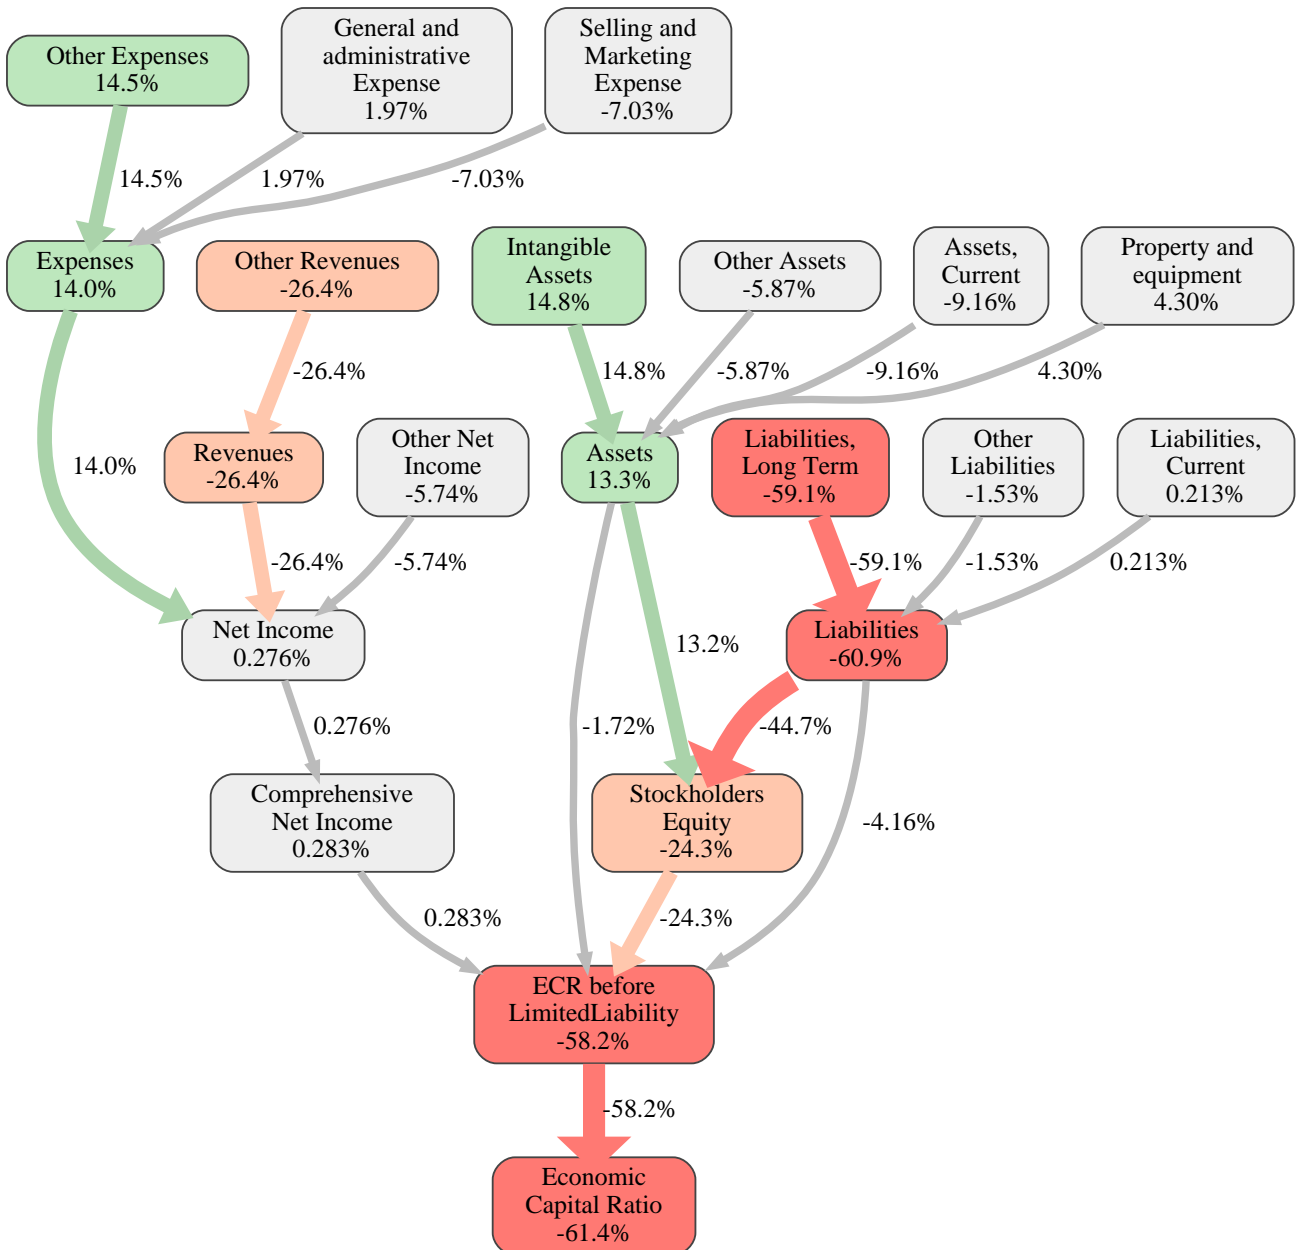 Other Expenses
14.5%
General and
administrative
Expense
1.97%
Selling and
Marketing
Expense
-7.03%
14.5%
1.97%
-7.03%
Expenses
14.0%
Other Revenues
-26.4%
Intangible
Assets
14.8%
Other Assets
-5.87%
Assets,
Current
-9.16%
Property and
equipment
4.30%
-26.4%
14.8%
-5.87%
-9.16%
4.30%
14.0%
Revenues
-26.4%
Other Net
Income
-5.74%
Assets
13.3%
Liabilities,
Long Term
-59.1%
Other
Liabilities
-1.53%
Liabilities,
Current
0.213%
-26.4%
-5.74%
-59.1%
-1.53%
0.213%
Net Income
0.276%
13.2%
Liabilities
-60.9%
0.276%
-1.72%
-44.7%
Comprehensive
Net Income
0.283%
Stockholders
Equity
-24.3%
-4.16%
0.283%
-24.3%
ECR before
LimitedLiability
-58.2%
-58.2%
Economic
Capital Ratio
-61.4%